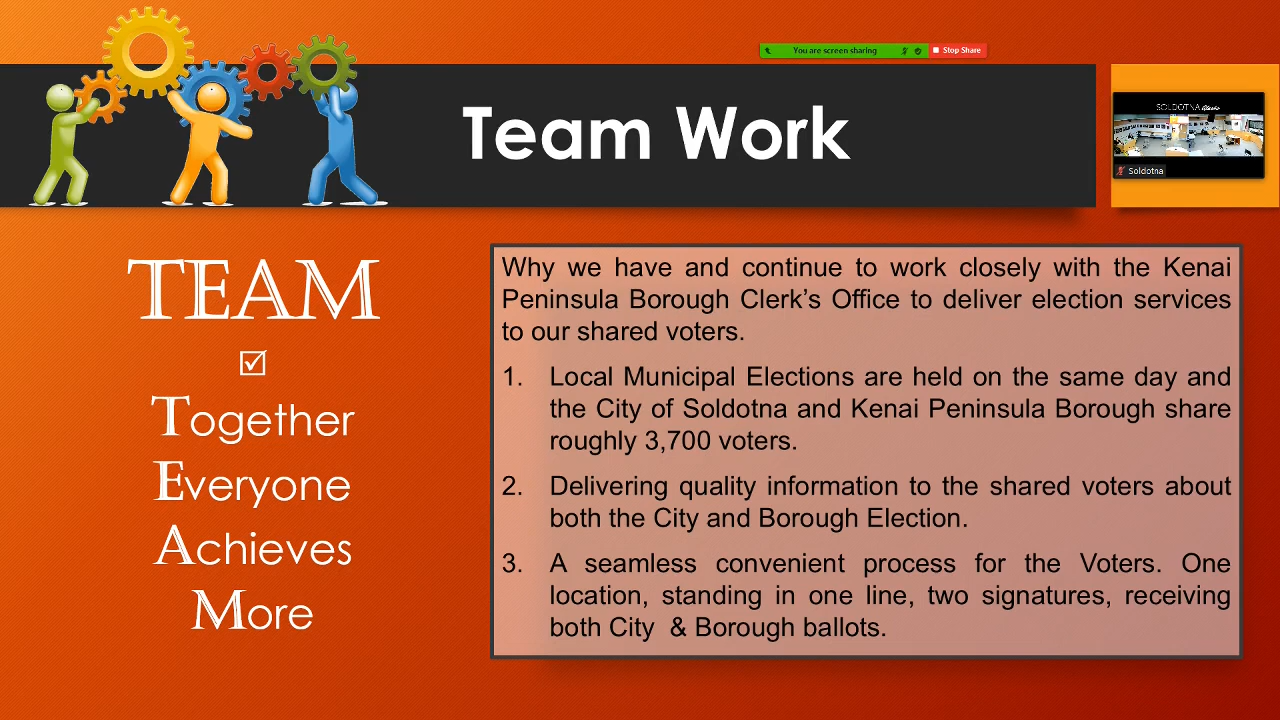 You are screen sharing
Stop Share
Team Work
SOLDOTNA Alaska
Soldotna
TEAM
☑
Together
Everyone
Achieves
More
Why we have and continue to work closely with the Kenai
Peninsula Borough Clerk’s Office to deliver election services
to our shared voters.
1. Local Municipal Elections are held on the same day and
the City of Soldotna and Kenai Peninsula Borough share
roughly 3,700 voters.
2. Delivering quality information to the shared voters about
both the City and Borough Election.
3. A seamless convenient process for the Voters. One
location, standing in one line, two signatures, receiving
both City & Borough ballots.